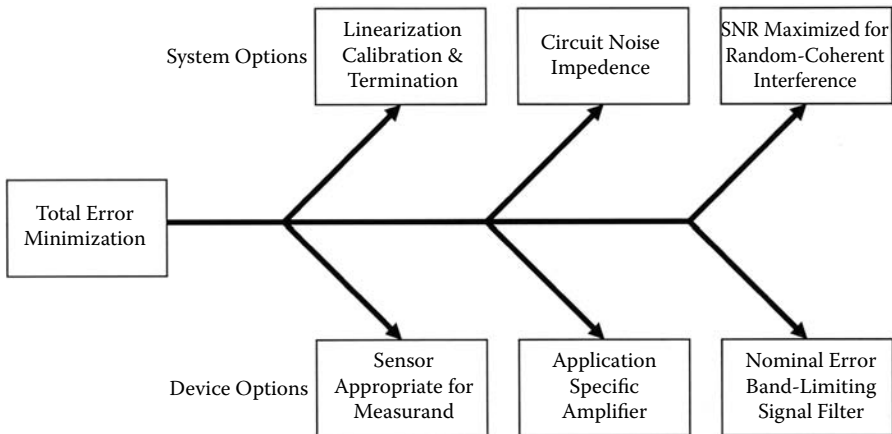 System Options
Linearization
Calibration &
Termination
Circuit Noise
Impedence
SNR Maximized for
Random-Coherent
Interference
Total Error
Minimization
Device Options
Sensor
Appropriate for
Measurand
Application
Specific
Amplifier
Nominal Error
Band-Limiting
Signal Filter